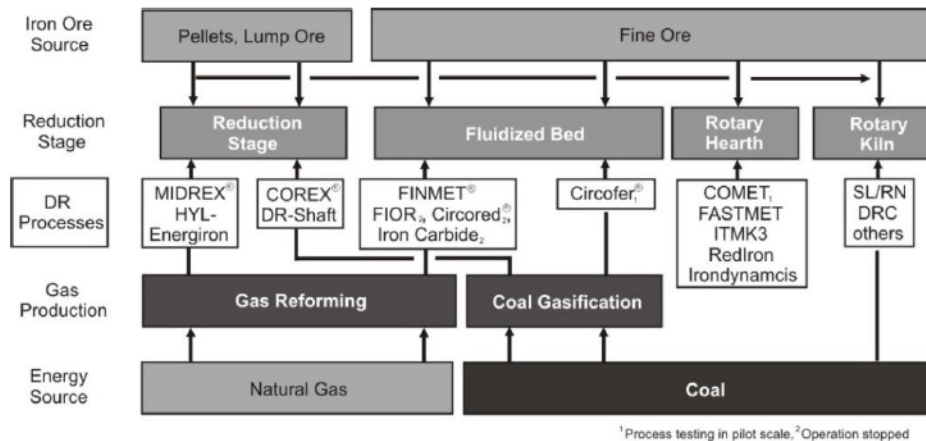 Iron Ore
Source
Pellets, Lump Ore
Fine Ore
Reduction
Stage
Reduction
Stage
Fluidized Bed
Rotary
Hearth
Rotary
Kiln
DR
Processes
MIDREX®
HYL-
Energiron
COREX®
DR-Shaft
FINMET®
FIOR₂, Circored®₂,
Iron Carbide₂
Circofer®₁
COMET₁
FASTMET
ITMK3
RedIron
Irondynamcis
SL/RN
DRC
others
Gas
Production
Gas Reforming
Coal Gasification
Energy
Source
Natural Gas
Coal
¹Process testing in pilot scale, ²Operation stopped